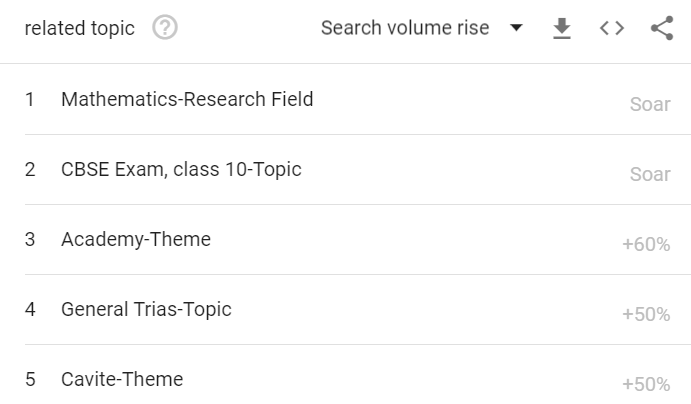 related topic ? Search volume rise
1 Mathematics-Research Field Soar
2 CBSE Exam, class 10-Topic Soar
3 Academy-Theme +60%
4 General Trias-Topic +50%
5 Cavite-Theme +50%